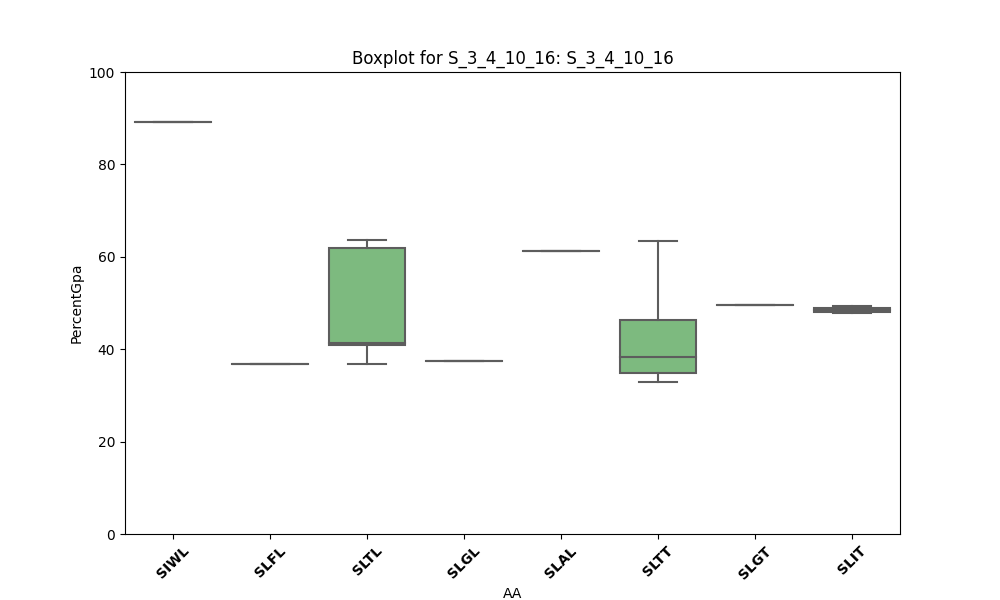 Boxplot for S_3_4_10_16: S_3_4_10_16
100
80
60
40
20
0
PercentGpa
SIWL
SLFL
SLTL
SLGL
SLAL
SLTT
SLGT
SLIT
AA